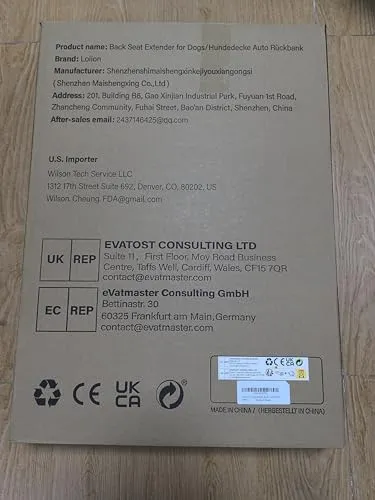 Product name: Back Seat Extender for Dogs/Hundedecke Auto Rückbank
Brand: Loiion
Manufacturer: Shenzhenshimaishengxinkejiyouxiangongsi
(Shenzhen Maishengxing Co., Ltd)
Address: 201, Building B6, Gao Xinjian Industrial Park, Fuyuan 1st Road,
Zhancheng Community, Fuhai Street, Bao'an District, Shenzhen, China
After-sales email: 2437146425@qq.com
U.S. Importer
Wilson Tech Service LLC
1312 17th Street Suite 692, Denver, CO, 80202, US
Wilson. Cheung. FDA@gmail.com
UK REP
EVATOST CONSULTING LTD
Suite 11, First Floor, Moy Road Business
Centre, Taffs Well, Cardiff, Wales, CF15 7QR
contact@evatmost.com
EC REP
eVatmaster Consulting GmbH
Bettinastr. 30
60325 Frankfurt am Main,Germany
contact@evatmaster.com
CE
UK
CA
MADE IN CHINA / (HERGESTELLT IN CHINA)